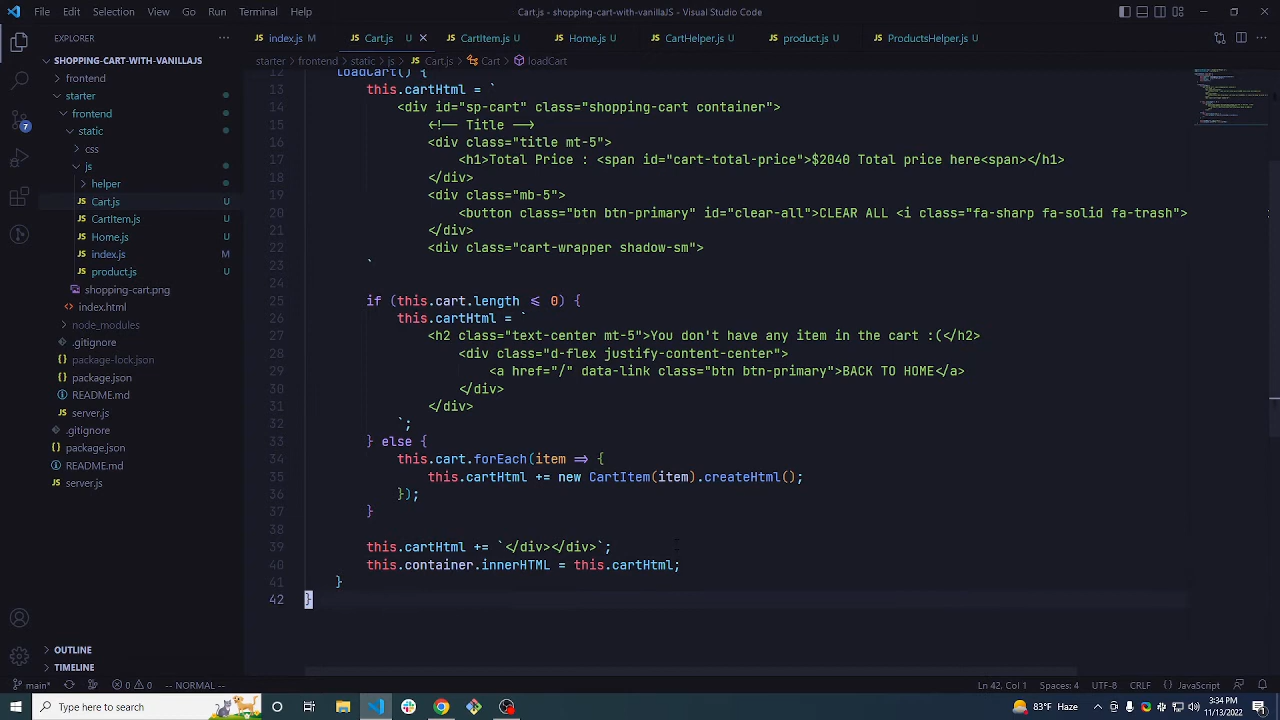 File Edit Selection View Go Run Terminal Help
Cart.js - shopping-cart-with-vanillaJS - Visual Studio Code
EXPLORER
index.js M
Cart.js U
CartItem.js U
Home.js U
CartHelper.js U
product.js U
ProductsHelper.js U
SHOPPING-CART-WITH-VANILLAJS
starter > frontend > static > js > Cart.js > Cart > loadCart
frontend
starter
frontend
static
css
js
helper
Cart.js U
CartItem.js U
Home.js U
index.js M
product.js U
shopping-cart.png
index.html
node_modules
.gitignore
package-lock.json
package.json
README.md
server.js
.gitignore
package.json
README.md
server.js
OUTLINE
TIMELINE
7
12 loadCart() {
13 this.cartHtml = `
14 <div id="sp-cart" class="shopping-cart container">
15 <!-- Title -->
16 <div class="title mt-5">
17 <h1>Total Price : <span id="cart-total-price">$2040 Total price here<span></h1>
18 </div>
19 <div class="mb-5">
20 <button class="btn btn-primary" id="clear-all">CLEAR ALL <i class="fa-sharp fa-solid fa-trash">
21 </div>
22 <div class="cart-wrapper shadow-sm">
23 `
24
25 if (this.cart.length <= 0) {
26 this.cartHtml = `
27 <h2 class="text-center mt-5">You don't have any item in the cart :(</h2>
28 <div class="d-flex justify-content-center">
29 <a href="/" data-link class="btn btn-primary">BACK TO HOME</a>
30 </div>
31 </div>
32 `;
33 } else {
34 this.cart.forEach(item => {
35 this.cartHtml += new CartItem(item).createHtml();
36 });
37 }
38
39 this.cartHtml += `</div></div>`;
40 this.container.innerHTML = this.cartHtml;
41 }
42 }
main* 0 0 -- NORMAL --
Ln 42, Col 1 Spaces: 4 UTF-8 CRLF JavaScript
Type here to search
83°F Haze
3:34 PM
11/13/2022